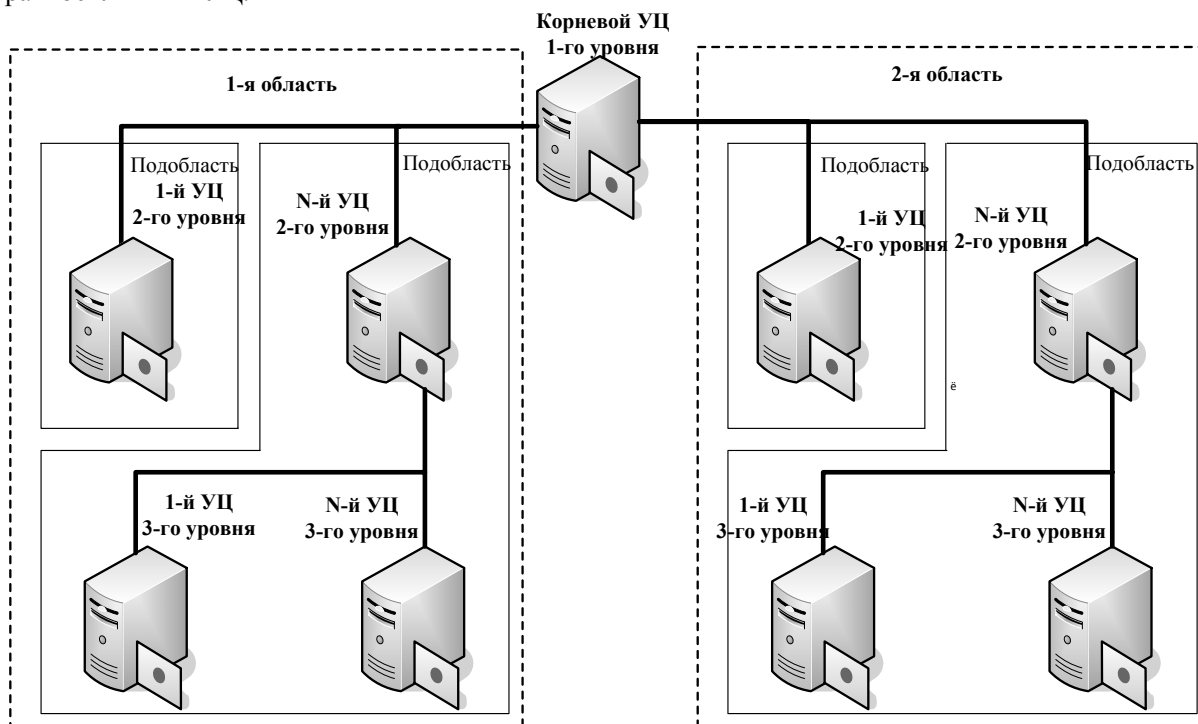 Корневой УЦ
1-го уровня
1-я область
2-я область
Подобласть
1-й УЦ
2-го уровня
Подобласть
N-й УЦ
2-го уровня
Подобласть
1-й УЦ
2-го уровня
Подобласть
N-й УЦ
2-го уровня
ё
1-й УЦ
3-го уровня
N-й УЦ
3-го уровня
1-й УЦ
3-го уровня
N-й УЦ
3-го уровня